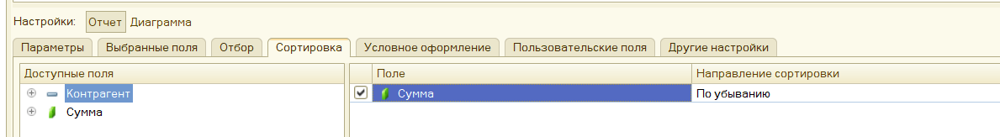 Настройки: Отчет Диаграмма
Параметры Выбранные поля Отбор Сортировка Условное оформление Пользовательские поля Другие настройки
Доступные поля Поле Направление сортировки
Контрагент Сумма По убыванию
Сумма